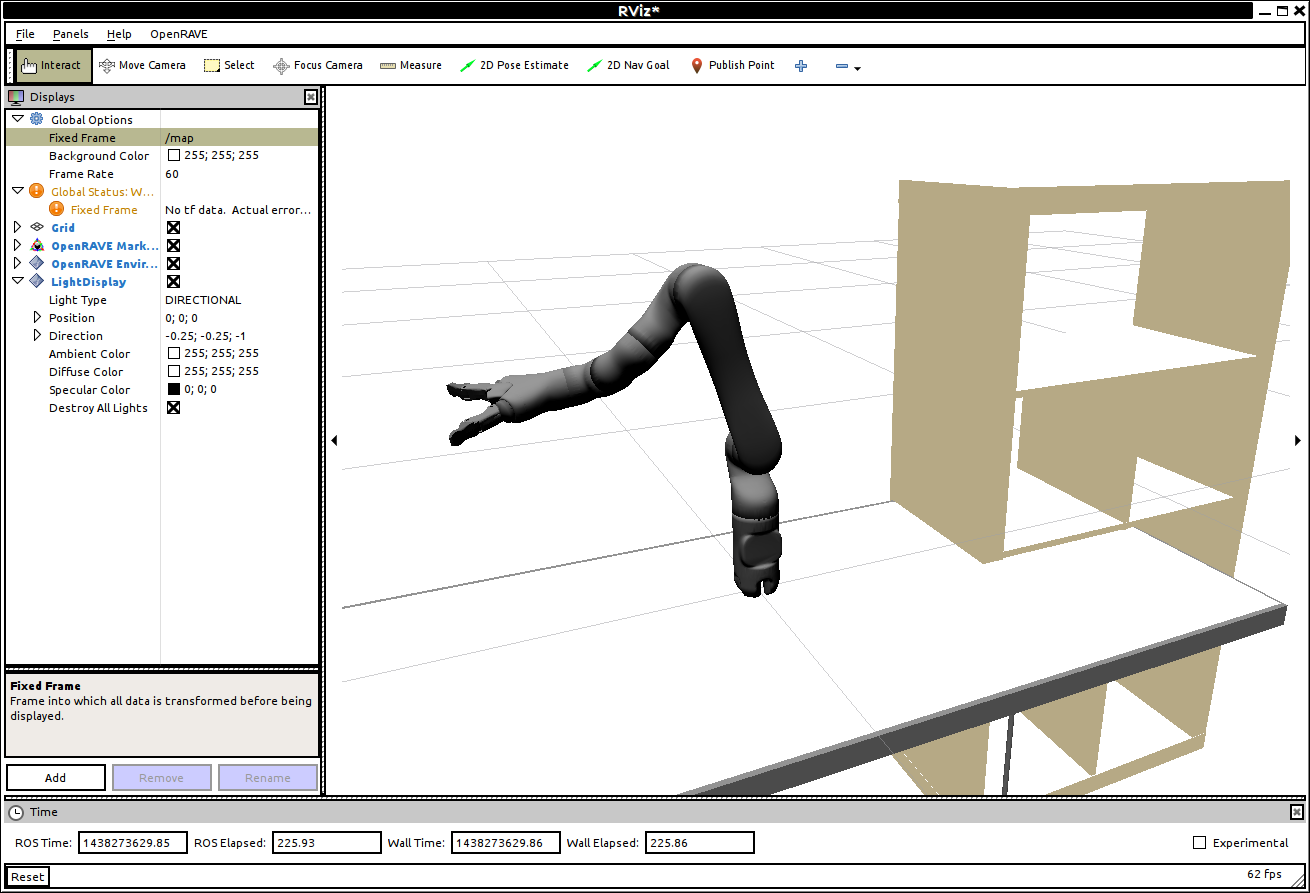 RViz*
File Panels Help OpenRAVE
Interact Move Camera Select Focus Camera Measure 2D Pose Estimate 2D Nav Goal Publish Point
Displays
Global Options
Fixed Frame /map
Background Color 255; 255; 255
Frame Rate 60
Global Status: W...
Fixed Frame No tf data. Actual error...
Grid
OpenRAVE Mark...
OpenRAVE Envir...
LightDisplay
Light Type DIRECTIONAL
Position 0; 0; 0
Direction -0.25; -0.25; -1
Ambient Color 255; 255; 255
Diffuse Color 255; 255; 255
Specular Color 0; 0; 0
Destroy All Lights
Fixed Frame
Frame into which all data is transformed before being
displayed.
Add Remove Rename
Time
ROS Time: 1438273629.85 ROS Elapsed: 225.93 Wall Time: 1438273629.86 Wall Elapsed: 225.86 Experimental
Reset 62 fps